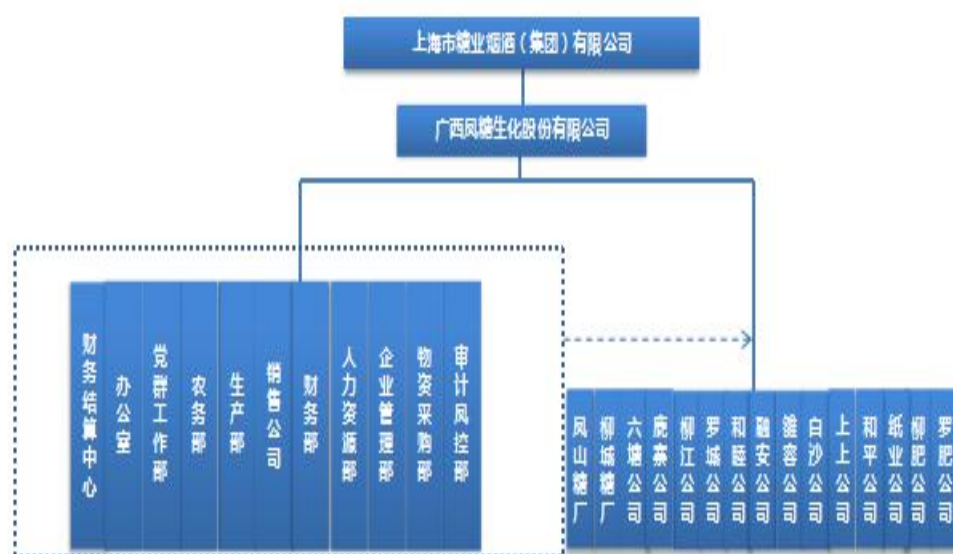 上海市糖业烟酒（集团）有限公司
广西凤糖生化股份有限公司
财务结算中心
办公室
党群工作部
农务部
生产部
销售公司
财务部
人力资源部
企业管理部
物资采购部
审计风控部
凤山糖厂
柳城糖厂
六塘公司
鹿寨公司
柳江公司
罗城公司
和睦公司
融安公司
雒容公司
白沙公司
上上公司
和平公司
纸业公司
柳肥公司
罗肥公司